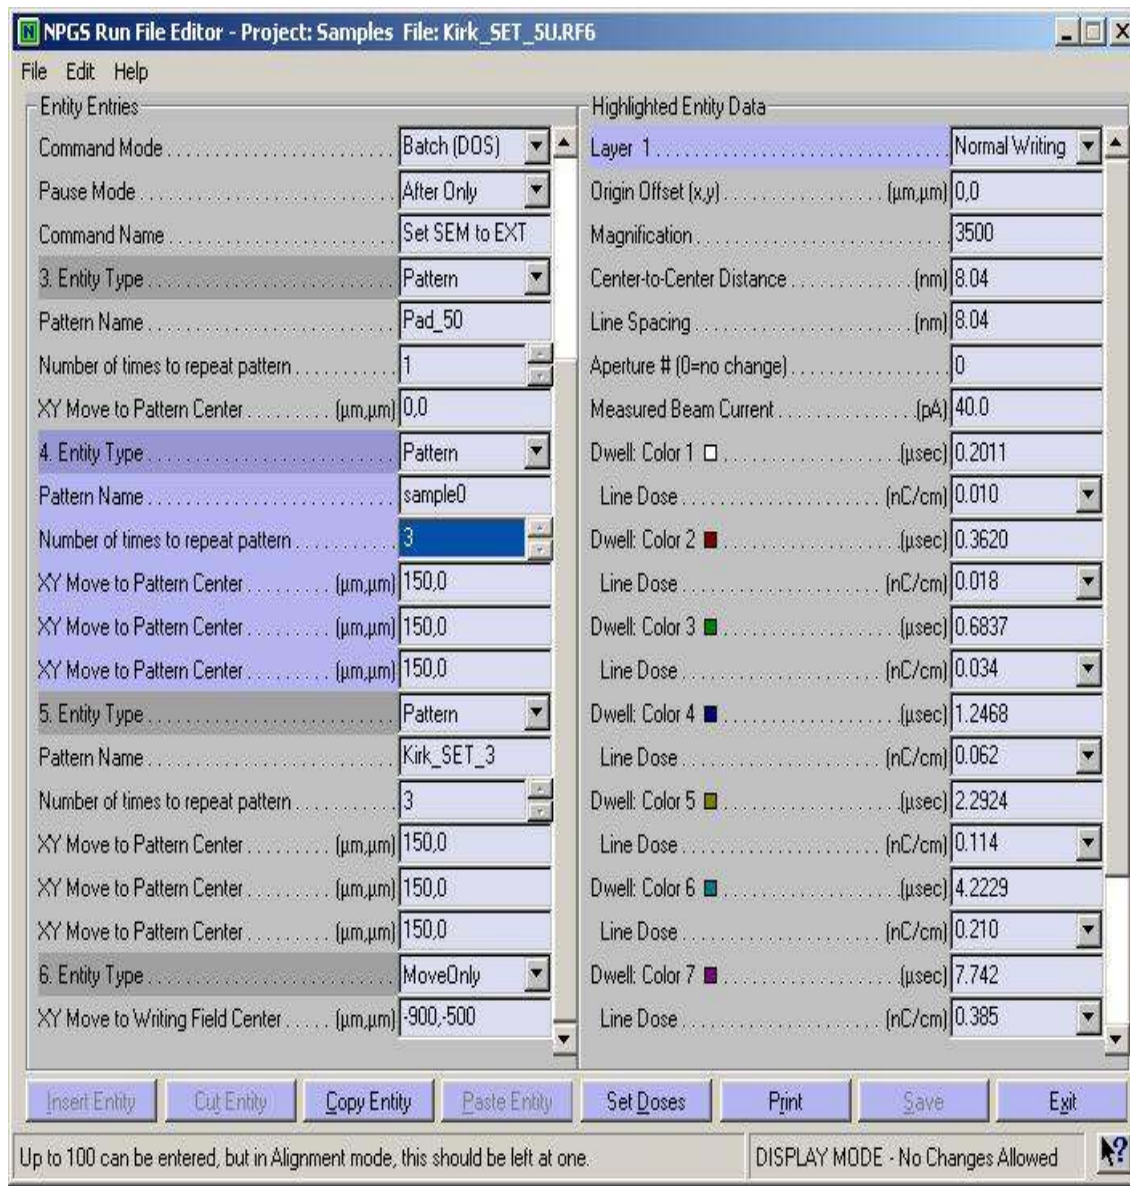 NPGS Run File Editor - Project: Samples File: Kirk_SET_5U.RF6
File Edit Help
Entity Entries
Command Mode Batch (DOS)
Pause Mode After Only
Command Name Set SEM to EXT
3. Entity Type Pattern
Pattern Name Pad_50
Number of times to repeat pattern 1
XY Move to Pattern Center (µm,µm) 0,0
4. Entity Type Pattern
Pattern Name sample0
Number of times to repeat pattern 3
XY Move to Pattern Center (µm,µm) 150,0
XY Move to Pattern Center (µm,µm) 150,0
XY Move to Pattern Center (µm,µm) 150,0
5. Entity Type Pattern
Pattern Name Kirk_SET_3
Number of times to repeat pattern 3
XY Move to Pattern Center (µm,µm) 150,0
XY Move to Pattern Center (µm,µm) 150,0
XY Move to Pattern Center (µm,µm) 150,0
6. Entity Type MoveOnly
XY Move to Writing Field Center (µm,µm) -900,-500
Highlighted Entity Data
Layer 1 Normal Writing
Origin Offset (x,y) (µm,µm) 0,0
Magnification 3500
Center-to-Center Distance (nm) 8.04
Line Spacing (nm) 8.04
Aperture # (0=no change) 0
Measured Beam Current (pA) 40.0
Dwell: Color 1 (µsec) 0.2011
Line Dose (nC/cm) 0.010
Dwell: Color 2 (µsec) 0.3620
Line Dose (nC/cm) 0.018
Dwell: Color 3 (µsec) 0.6837
Line Dose (nC/cm) 0.034
Dwell: Color 4 (µsec) 1.2468
Line Dose (nC/cm) 0.062
Dwell: Color 5 (µsec) 2.2924
Line Dose (nC/cm) 0.114
Dwell: Color 6 (µsec) 4.2229
Line Dose (nC/cm) 0.210
Dwell: Color 7 (µsec) 7.742
Line Dose (nC/cm) 0.385
Insert Entity Cut Entity Copy Entity Paste Entity Set Doses Print Save Exit
Up to 100 can be entered, but in Alignment mode, this should be left at one. DISPLAY MODE - No Changes Allowed